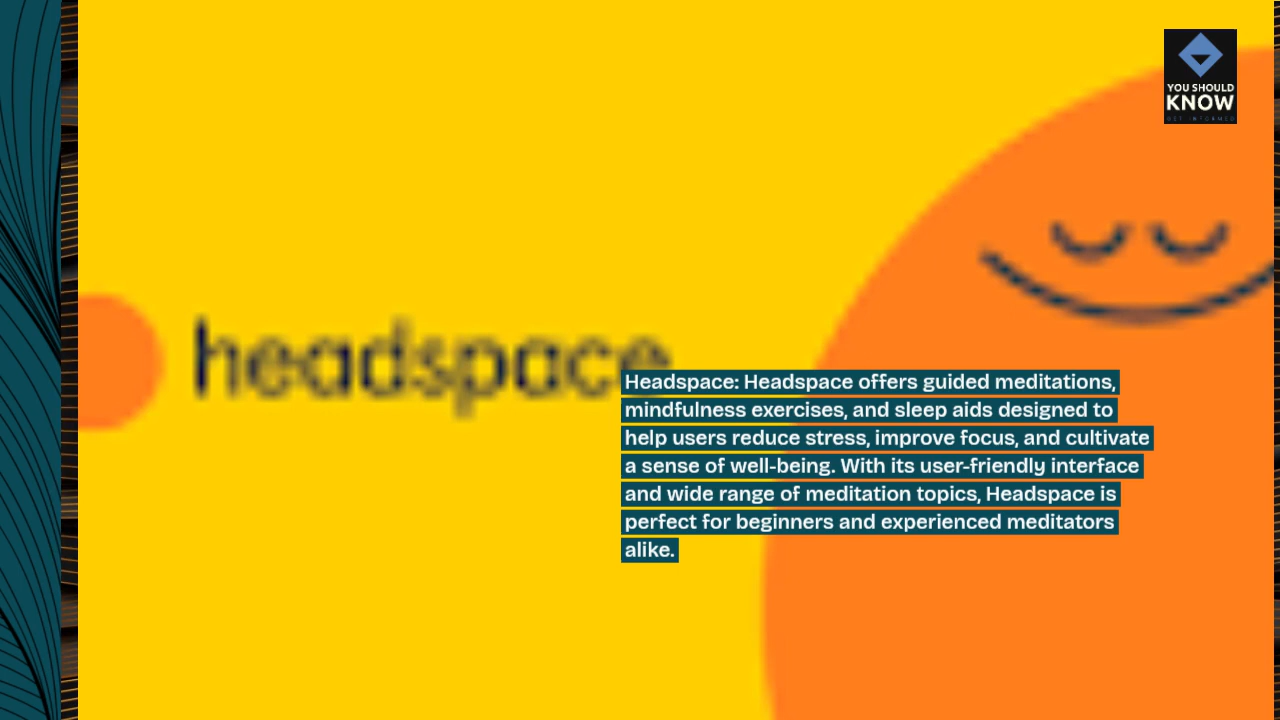 YOU SHOULD
KNOW
GET INFORMED
headspace
Headspace: Headspace offers guided meditations,
mindfulness exercises, and sleep aids designed to
help users reduce stress, improve focus, and cultivate
a sense of well-being. With its user-friendly interface
and wide range of meditation topics, Headspace is
perfect for beginners and experienced meditators
alike.